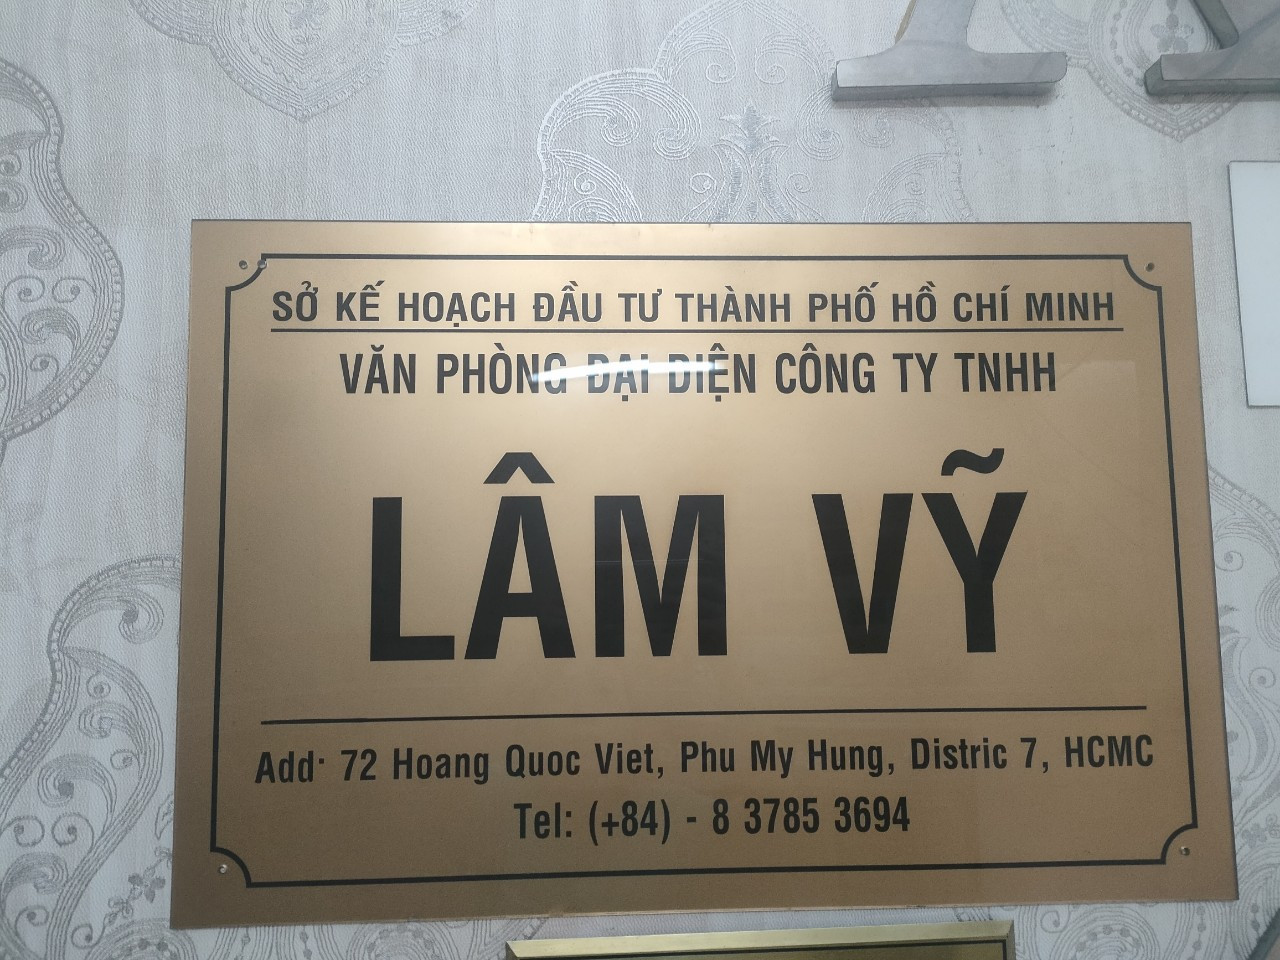 SỞ KẾ HOẠCH ĐẦU TƯ THÀNH PHỐ HỒ CHÍ MINH
VĂN PHÒNG ĐẠI DIỆN CÔNG TY TNHH
LÂM VỸ
Add: 72 Hoang Quoc Viet, Phu My Hung, Distric 7, HCMC
Tel: (+84) - 8 3785 3694